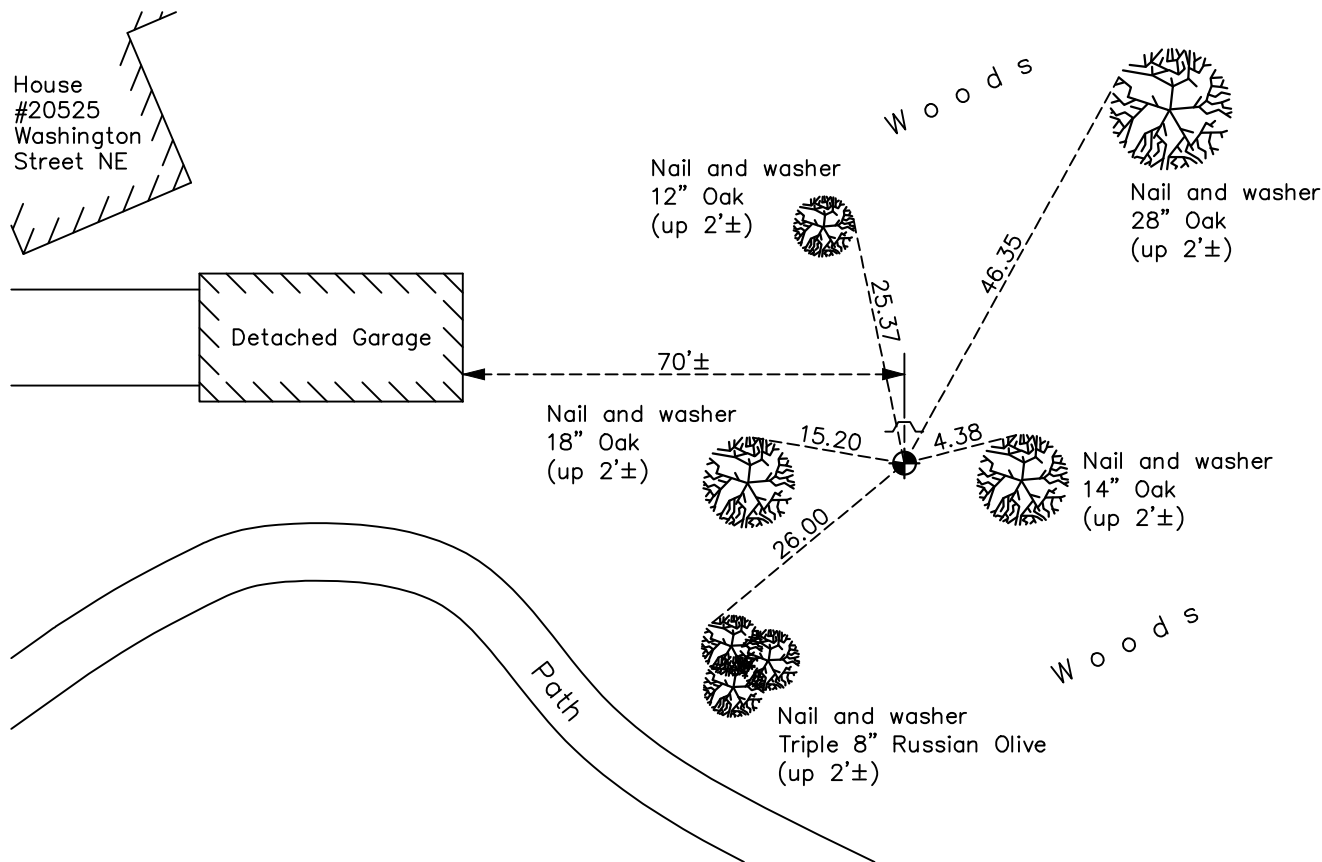 House
#20525
Washington
Street NE
Woods
Nail and washer
12" Oak
(up 2'±)
Nail and washer
28" Oak
(up 2'±)
46.35
25.37
Detached Garage
70'±
Nail and washer
18" Oak
(up 2'±)
15.20
4.38
Nail and washer
14" Oak
(up 2'±)
26.00
Woods
Path
Nail and washer
Triple 8" Russian Olive
(up 2'±)